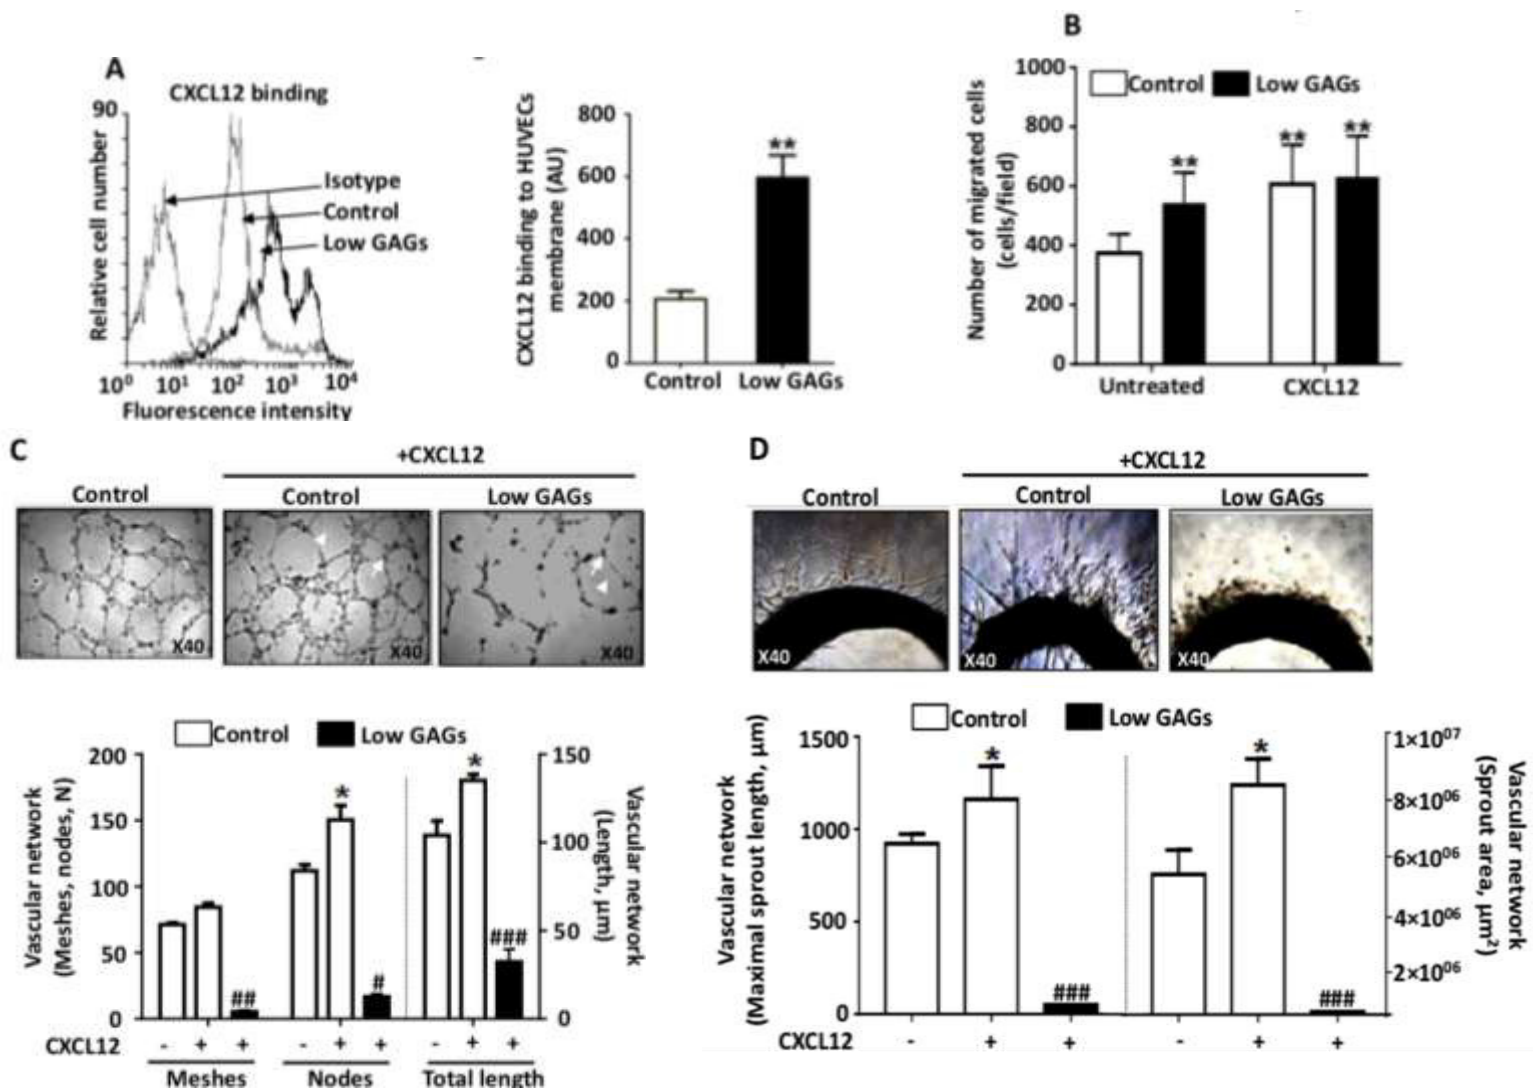 A
CXCL12 binding
90
Relative cell number
Isotype
Control
Low GAGs
10⁰ 10¹ 10² 10³ 10⁴
Fluorescence intensity
CXCL12 binding to HUVECs
membrane (AU)
800
600
400
200
0
**
Control Low GAGs
B
Number of migrated cells
(cells/field)
1000
800
600
400
200
0
Control Low GAGs
** ** **
Untreated CXCL12
C
+CXCL12
Control Control Low GAGs
X40 X40 X40
Control Low GAGs
Vascular network
(Meshes, nodes, N)
200
150
100
50
0
Vascular network
(Length, µm)
150
100
50
0
## * # * ###
CXCL12 - + + - + + - + +
Meshes Nodes Total length
D
+CXCL12
Control Control Low GAGs
X40 X40 X40
Control Low GAGs
Vascular network
(Maximal sprout length, µm)
1500
1000
500
0
Vascular network
(Sprout area, µm²)
1×10⁰⁷
8×10⁰⁶
6×10⁰⁶
4×10⁰⁶
2×10⁰⁶
* ### * ###
CXCL12 - + + - + +